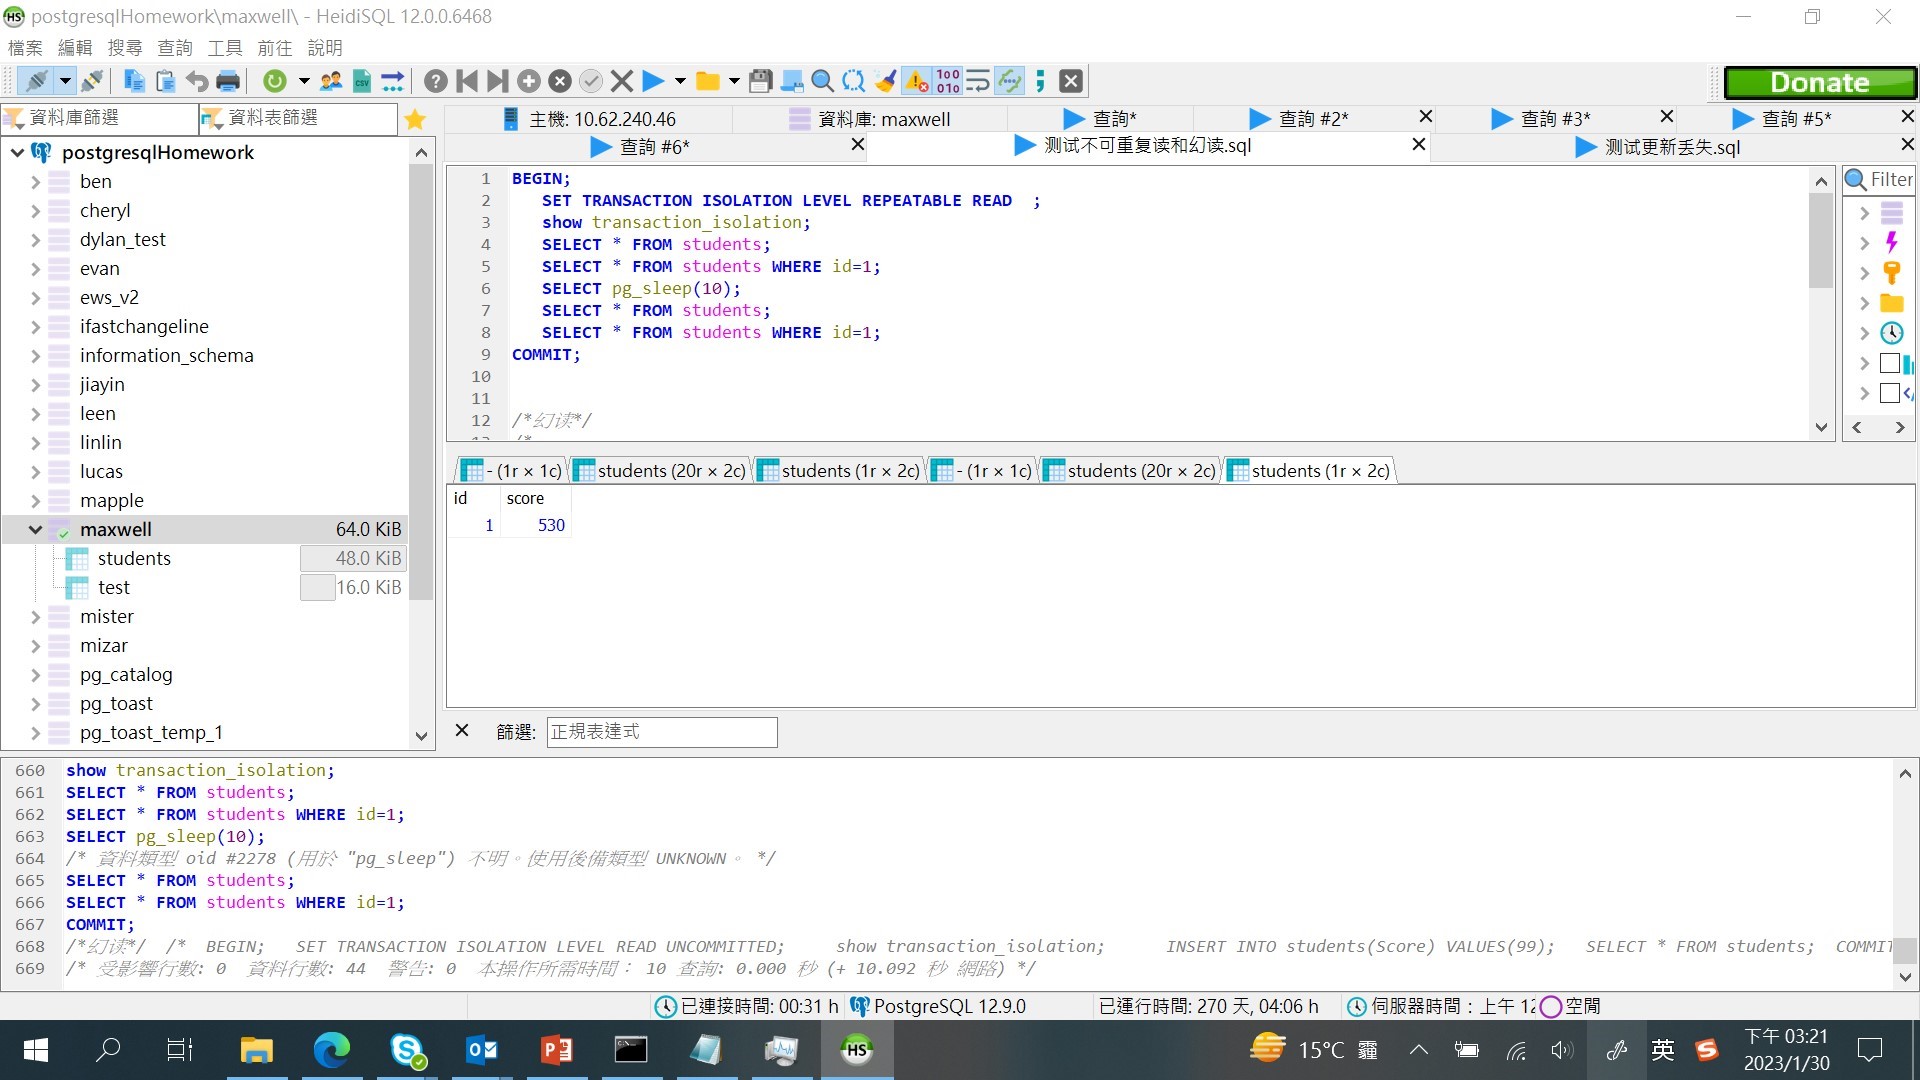 postgresqlHomework\maxwell\ - HeidiSQL 12.0.0.6468
檔案 編輯 搜尋 查詢 工具 前往 說明
Donate
資料庫篩選 資料表篩選
主機: 10.62.240.46 資料庫: maxwell 查詢* 查詢 #2* 查詢 #3* 查詢 #5*
查詢 #6* 测试不可重复读和幻读.sql 测试更新丢失.sql
postgresqlHomework
ben
cheryl
dylan_test
evan
ews_v2
ifastchangeline
information_schema
jiayin
leen
linlin
lucas
mapple
maxwell 64.0 KiB
students 48.0 KiB
test 16.0 KiB
mister
mizar
pg_catalog
pg_toast
pg_toast_temp_1
1 BEGIN;
2 SET TRANSACTION ISOLATION LEVEL REPEATABLE READ ;
3 show transaction_isolation;
4 SELECT * FROM students;
5 SELECT * FROM students WHERE id=1;
6 SELECT pg_sleep(10);
7 SELECT * FROM students;
8 SELECT * FROM students WHERE id=1;
9 COMMIT;
10
11
12 /*幻读*/
Filter
- (1r × 1c) students (20r × 2c) students (1r × 2c) - (1r × 1c) students (20r × 2c) students (1r × 2c)
id score
1 530
篩選: 正規表達式
660 show transaction_isolation;
661 SELECT * FROM students;
662 SELECT * FROM students WHERE id=1;
663 SELECT pg_sleep(10);
664 /* 資料類型 oid #2278 (用於 "pg_sleep") 不明。使用後備類型 UNKNOWN。 */
665 SELECT * FROM students;
666 SELECT * FROM students WHERE id=1;
667 COMMIT;
668 /*幻读*/ /* BEGIN; SET TRANSACTION ISOLATION LEVEL READ UNCOMMITTED; show transaction_isolation; INSERT INTO students(Score) VALUES(99); SELECT * FROM students; COMMIT
669 /* 受影響行數: 0 資料行數: 44 警告: 0 本操作所需時間： 10 查詢: 0.000 秒 (+ 10.092 秒 網路) */
已連接時間: 00:31 h PostgreSQL 12.9.0 已運行時間: 270 天, 04:06 h 伺服器時間：上午 12 空閒
15°C 霾 英 下午 03:21
2023/1/30